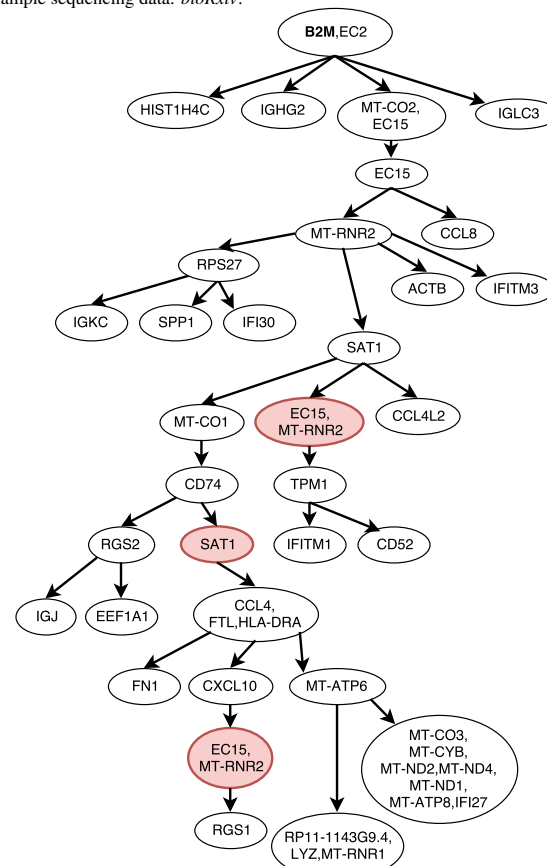 ample sequencing data. bioRxiv.
B2M,EC2
HIST1H4C
IGHG2
MT-CO2,
EC15
IGLC3
EC15
MT-RNR2
CCL8
RPS27
ACTB
IFITM3
IGKC
SPP1
IFI30
SAT1
MT-CO1
EC15,
MT-RNR2
CCL4L2
CD74
TPM1
RGS2
SAT1
IFITM1
CD52
IGJ
EEF1A1
CCL4,
FTL,HLA-DRA
FN1
CXCL10
MT-ATP6
EC15,
MT-RNR2
MT-CO3,
MT-CYB,
MT-ND2,MT-ND4,
MT-ND1,
MT-ATP8,IFI27
RGS1
RP11-1143G9.4,
LYZ,MT-RNR1